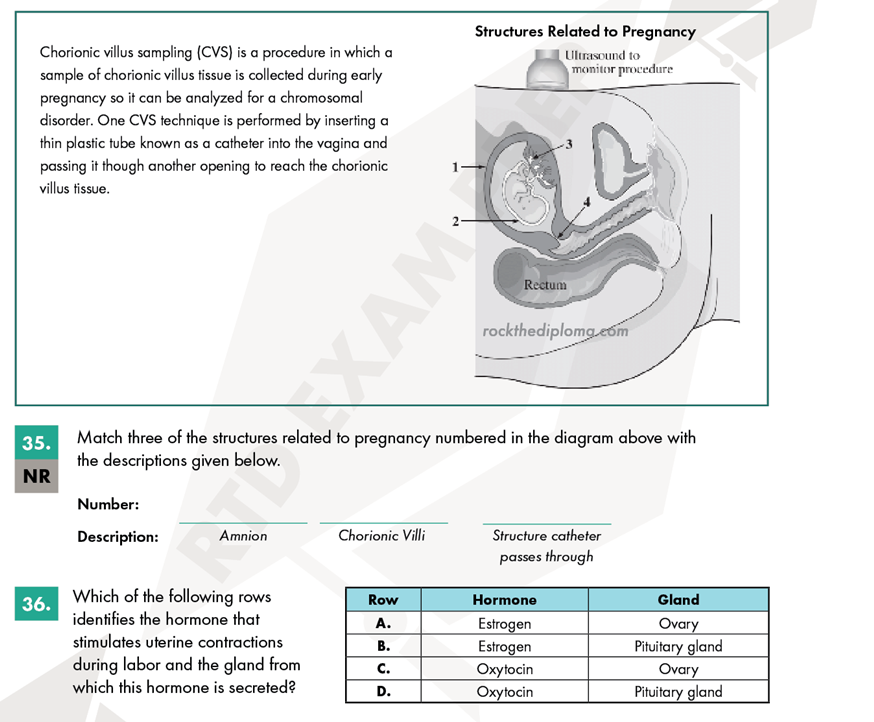 Structures Related to Pregnancy
Chorionic villus sampling (CVS) is a procedure in which a
sample of chorionic villus tissue is collected during early
pregnancy so it can be analyzed for a chromosomal
disorder. One CVS technique is performed by inserting a
thin plastic tube known as a catheter into the vagina and
passing it though another opening to reach the chorionic
villus tissue.
Ultrasound to
monitor procedure
1
2
3
4
Rectum
rockthediploma.com
RTD EXAM
35.
NR
Match three of the structures related to pregnancy numbered in the diagram above with
the descriptions given below.
Number:
Description: Amnion Chorionic Villi Structure catheter
passes through
36.
Which of the following rows
identifies the hormone that
stimulates uterine contractions
during labor and the gland from
which this hormone is secreted?
Row Hormone Gland
A. Estrogen Ovary
B. Estrogen Pituitary gland
C. Oxytocin Ovary
D. Oxytocin Pituitary gland